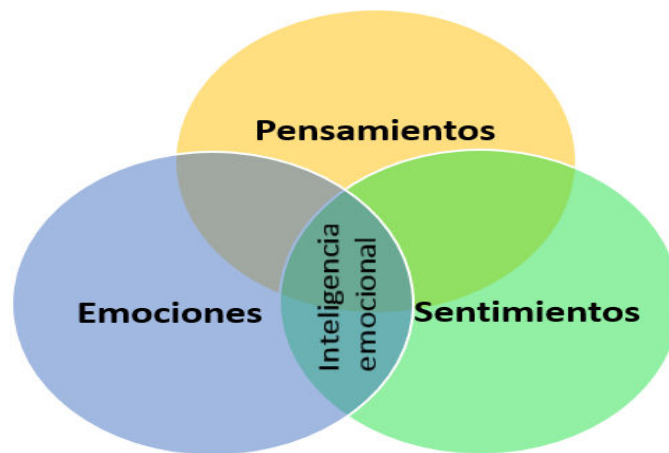 Pensamientos
Emociones
Inteligencia
emocional
Sentimientos